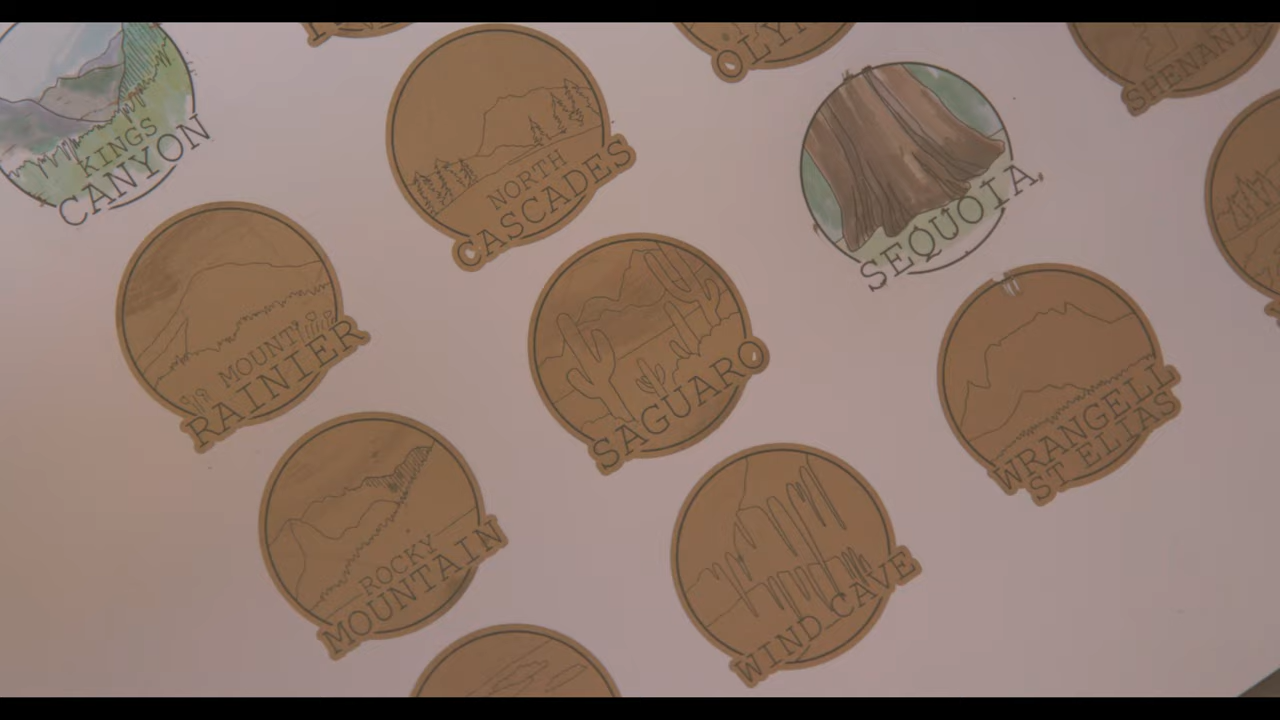 KINGS
CANYON
NORTH
CASCADES
SEQUOIA
MOUNT
RAINIER
SAGUARO
WRANGELL
ST ELIAS
ROCKY
MOUNTAIN
WIND CAVE